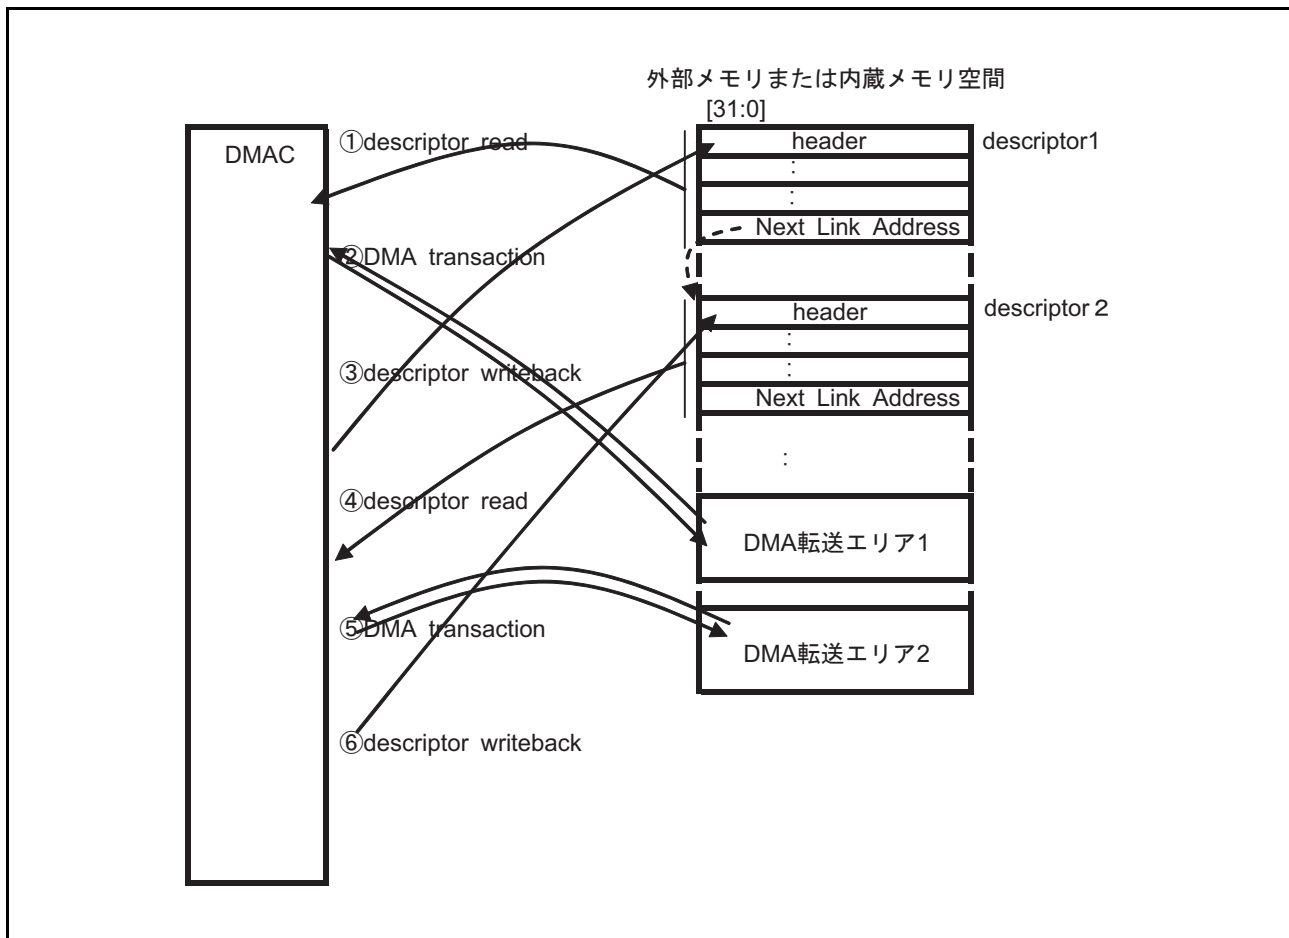 外部メモリまたは内蔵メモリ空間
[31:0]
DMAC
①descriptor read
header
descriptor1
:
:
Next Link Address
②DMA transaction
header
descriptor２
:
:
③descriptor writeback
Next Link Address
:
④descriptor read
DMA転送エリア1
⑤DMA transaction
DMA転送エリア2
⑥descriptor writeback